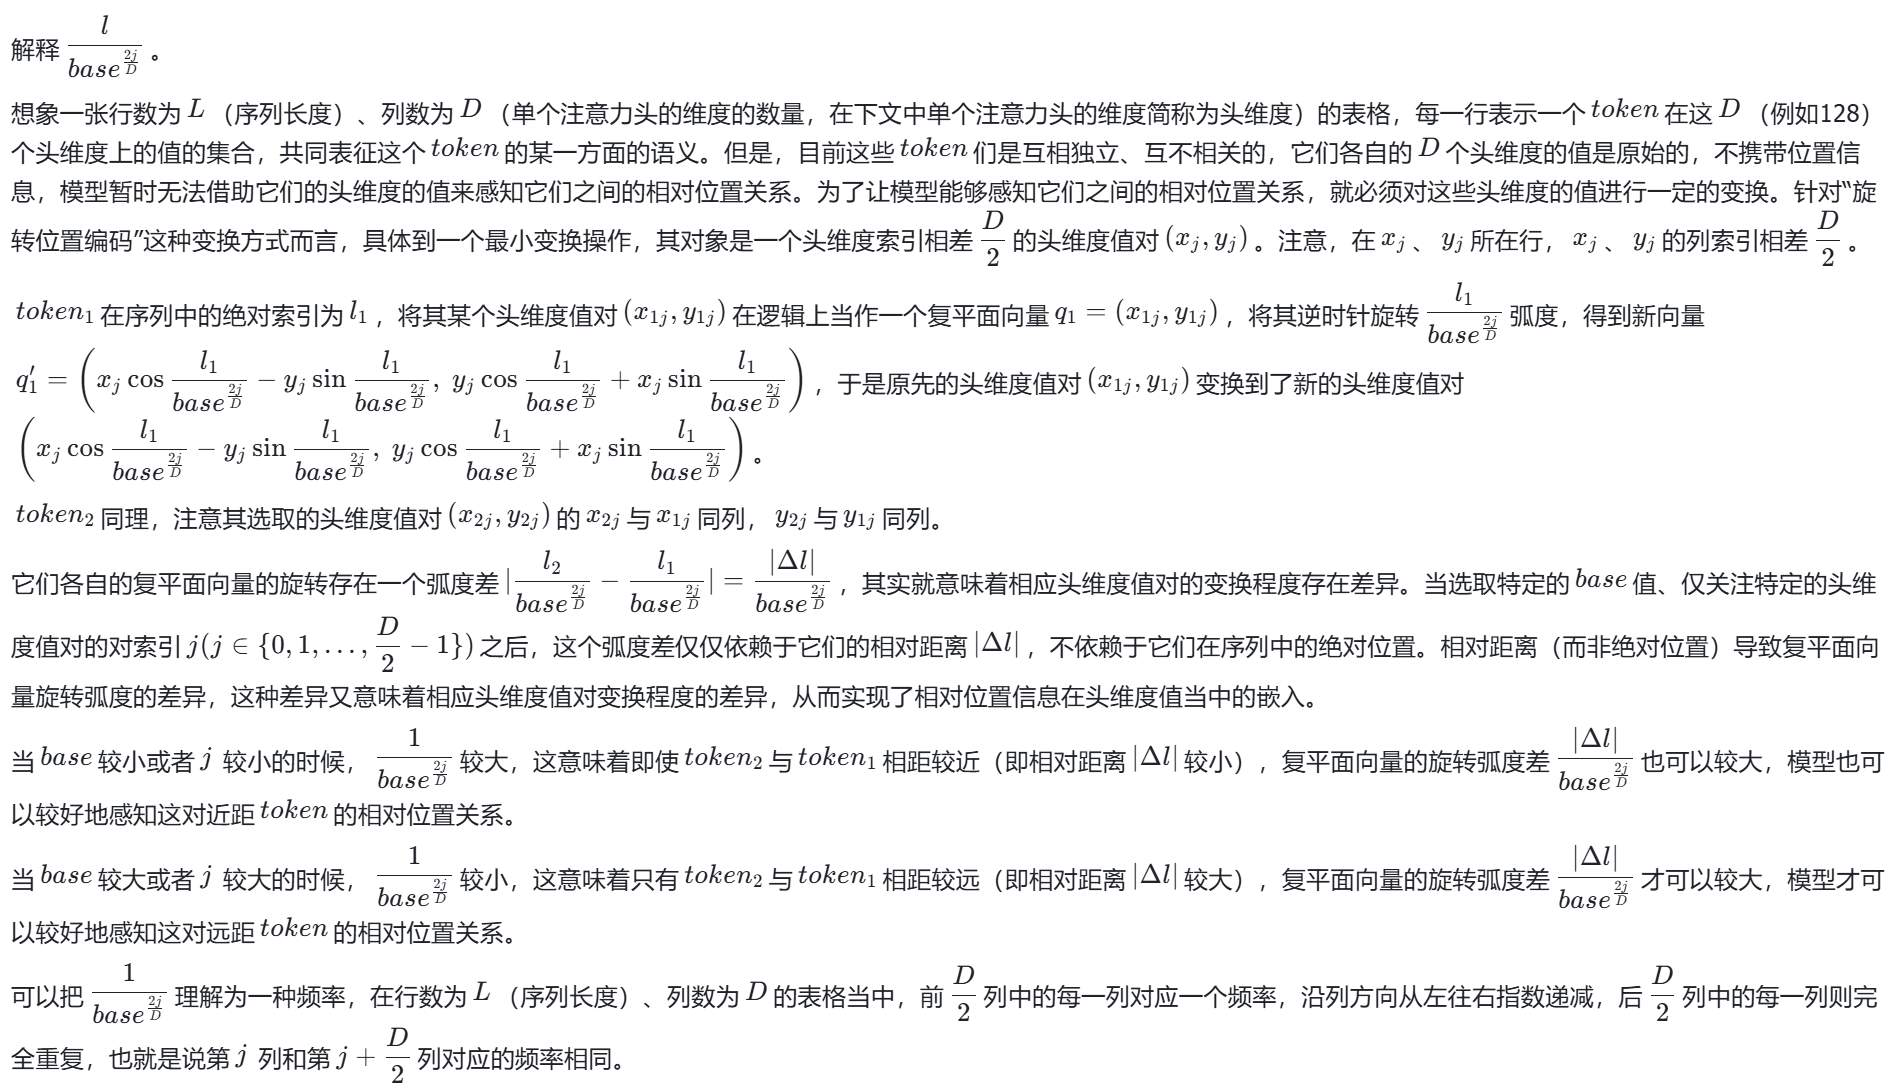 解释 $\dfrac{l}{base^{\frac{2j}{D}}}$ 。
想象一张行数为 $L$ （序列长度）、列数为 $D$ （单个注意力头的维度的数量，在下文中单个注意力头的维度简称为头维度）的表格，每一行表示一个 $token$ 在这 $D$ （例如128）
个头维度上的值的集合，共同表征这个 $token$ 的某一方面的语义。但是，目前这些 $token$ 们是互相独立、互不相关的，它们各自的 $D$ 个头维度的值是原始的，不携带位置信
息，模型暂时无法借助它们的头维度的值来感知它们之间的相对位置关系。为了让模型能够感知它们之间的相对位置关系，就必须对这些头维度的值进行一定的变换。针对“旋
转位置编码”这种变换方式而言，具体到一个最小变换操作，其对象是一个头维度索引相差 $\dfrac{D}{2}$ 的头维度值对 $(x_j, y_j)$ 。注意，在 $x_j$ 、 $y_j$ 所在行， $x_j$ 、 $y_j$ 的列索引相差 $\dfrac{D}{2}$ 。
$token_1$ 在序列中的绝对索引为 $l_1$ ，将其某个头维度值对 $(x_{1j}, y_{1j})$ 在逻辑上当作一个复平面向量 $q_1 = (x_{1j}, y_{1j})$ ，将其逆时针旋转 $\dfrac{l_1}{base^{\frac{2j}{D}}}$ 弧度，得到新向量
$q_1' = \left( x_j \cos \dfrac{l_1}{base^{\frac{2j}{D}}} - y_j \sin \dfrac{l_1}{base^{\frac{2j}{D}}}, \; y_j \cos \dfrac{l_1}{base^{\frac{2j}{D}}} + x_j \sin \dfrac{l_1}{base^{\frac{2j}{D}}} \right)$ ，于是原先的头维度值对 $(x_{1j}, y_{1j})$ 变换到了新的头维度值对
$\left( x_j \cos \dfrac{l_1}{base^{\frac{2j}{D}}} - y_j \sin \dfrac{l_1}{base^{\frac{2j}{D}}}, \; y_j \cos \dfrac{l_1}{base^{\frac{2j}{D}}} + x_j \sin \dfrac{l_1}{base^{\frac{2j}{D}}} \right)$ 。
$token_2$ 同理，注意其选取的头维度值对 $(x_{2j}, y_{2j})$ 的 $x_{2j}$ 与 $x_{1j}$ 同列， $y_{2j}$ 与 $y_{1j}$ 同列。
它们各自的复平面向量的旋转存在一个弧度差 $| \dfrac{l_2}{base^{\frac{2j}{D}}} - \dfrac{l_1}{base^{\frac{2j}{D}}} | = \dfrac{|\Delta l|}{base^{\frac{2j}{D}}}$ ，其实就意味着相应头维度值对的变换程度存在差异。当选取特定的 $base$ 值、仅关注特定的头维
度值对的对索引 $j (j \in \{0, 1, \ldots, \dfrac{D}{2} - 1\})$ 之后，这个弧度差仅仅依赖于它们的相对距离 $|\Delta l|$ ，不依赖于它们在序列中的绝对位置。相对距离（而非绝对位置）导致复平面向
量旋转弧度的差异，这种差异又意味着相应头维度值对变换程度的差异，从而实现了相对位置信息在头维度值当中的嵌入。
当 $base$ 较小或者 $j$ 较小的时候， $\dfrac{1}{base^{\frac{2j}{D}}}$ 较大，这意味着即使 $token_2$ 与 $token_1$ 相距较近（即相对距离 $|\Delta l|$ 较小），复平面向量的旋转弧度差 $\dfrac{|\Delta l|}{base^{\frac{2j}{D}}}$ 也可以较大，模型也可
以较好地感知这对近距 $token$ 的相对位置关系。
当 $base$ 较大或者 $j$ 较大的时候， $\dfrac{1}{base^{\frac{2j}{D}}}$ 较小，这意味着只有 $token_2$ 与 $token_1$ 相距较远（即相对距离 $|\Delta l|$ 较大），复平面向量的旋转弧度差 $\dfrac{|\Delta l|}{base^{\frac{2j}{D}}}$ 才可以较大，模型才可
以较好地感知这对远距 $token$ 的相对位置关系。
可以把 $\dfrac{1}{base^{\frac{2j}{D}}}$ 理解为一种频率，在行数为 $L$ （序列长度）、列数为 $D$ 的表格当中，前 $\dfrac{D}{2}$ 列中的每一列对应一个频率，沿列方向从左往右指数递减，后 $\dfrac{D}{2}$ 列中的每一列则完
全重复，也就是说第 $j$ 列和第 $j + \dfrac{D}{2}$ 列对应的频率相同。